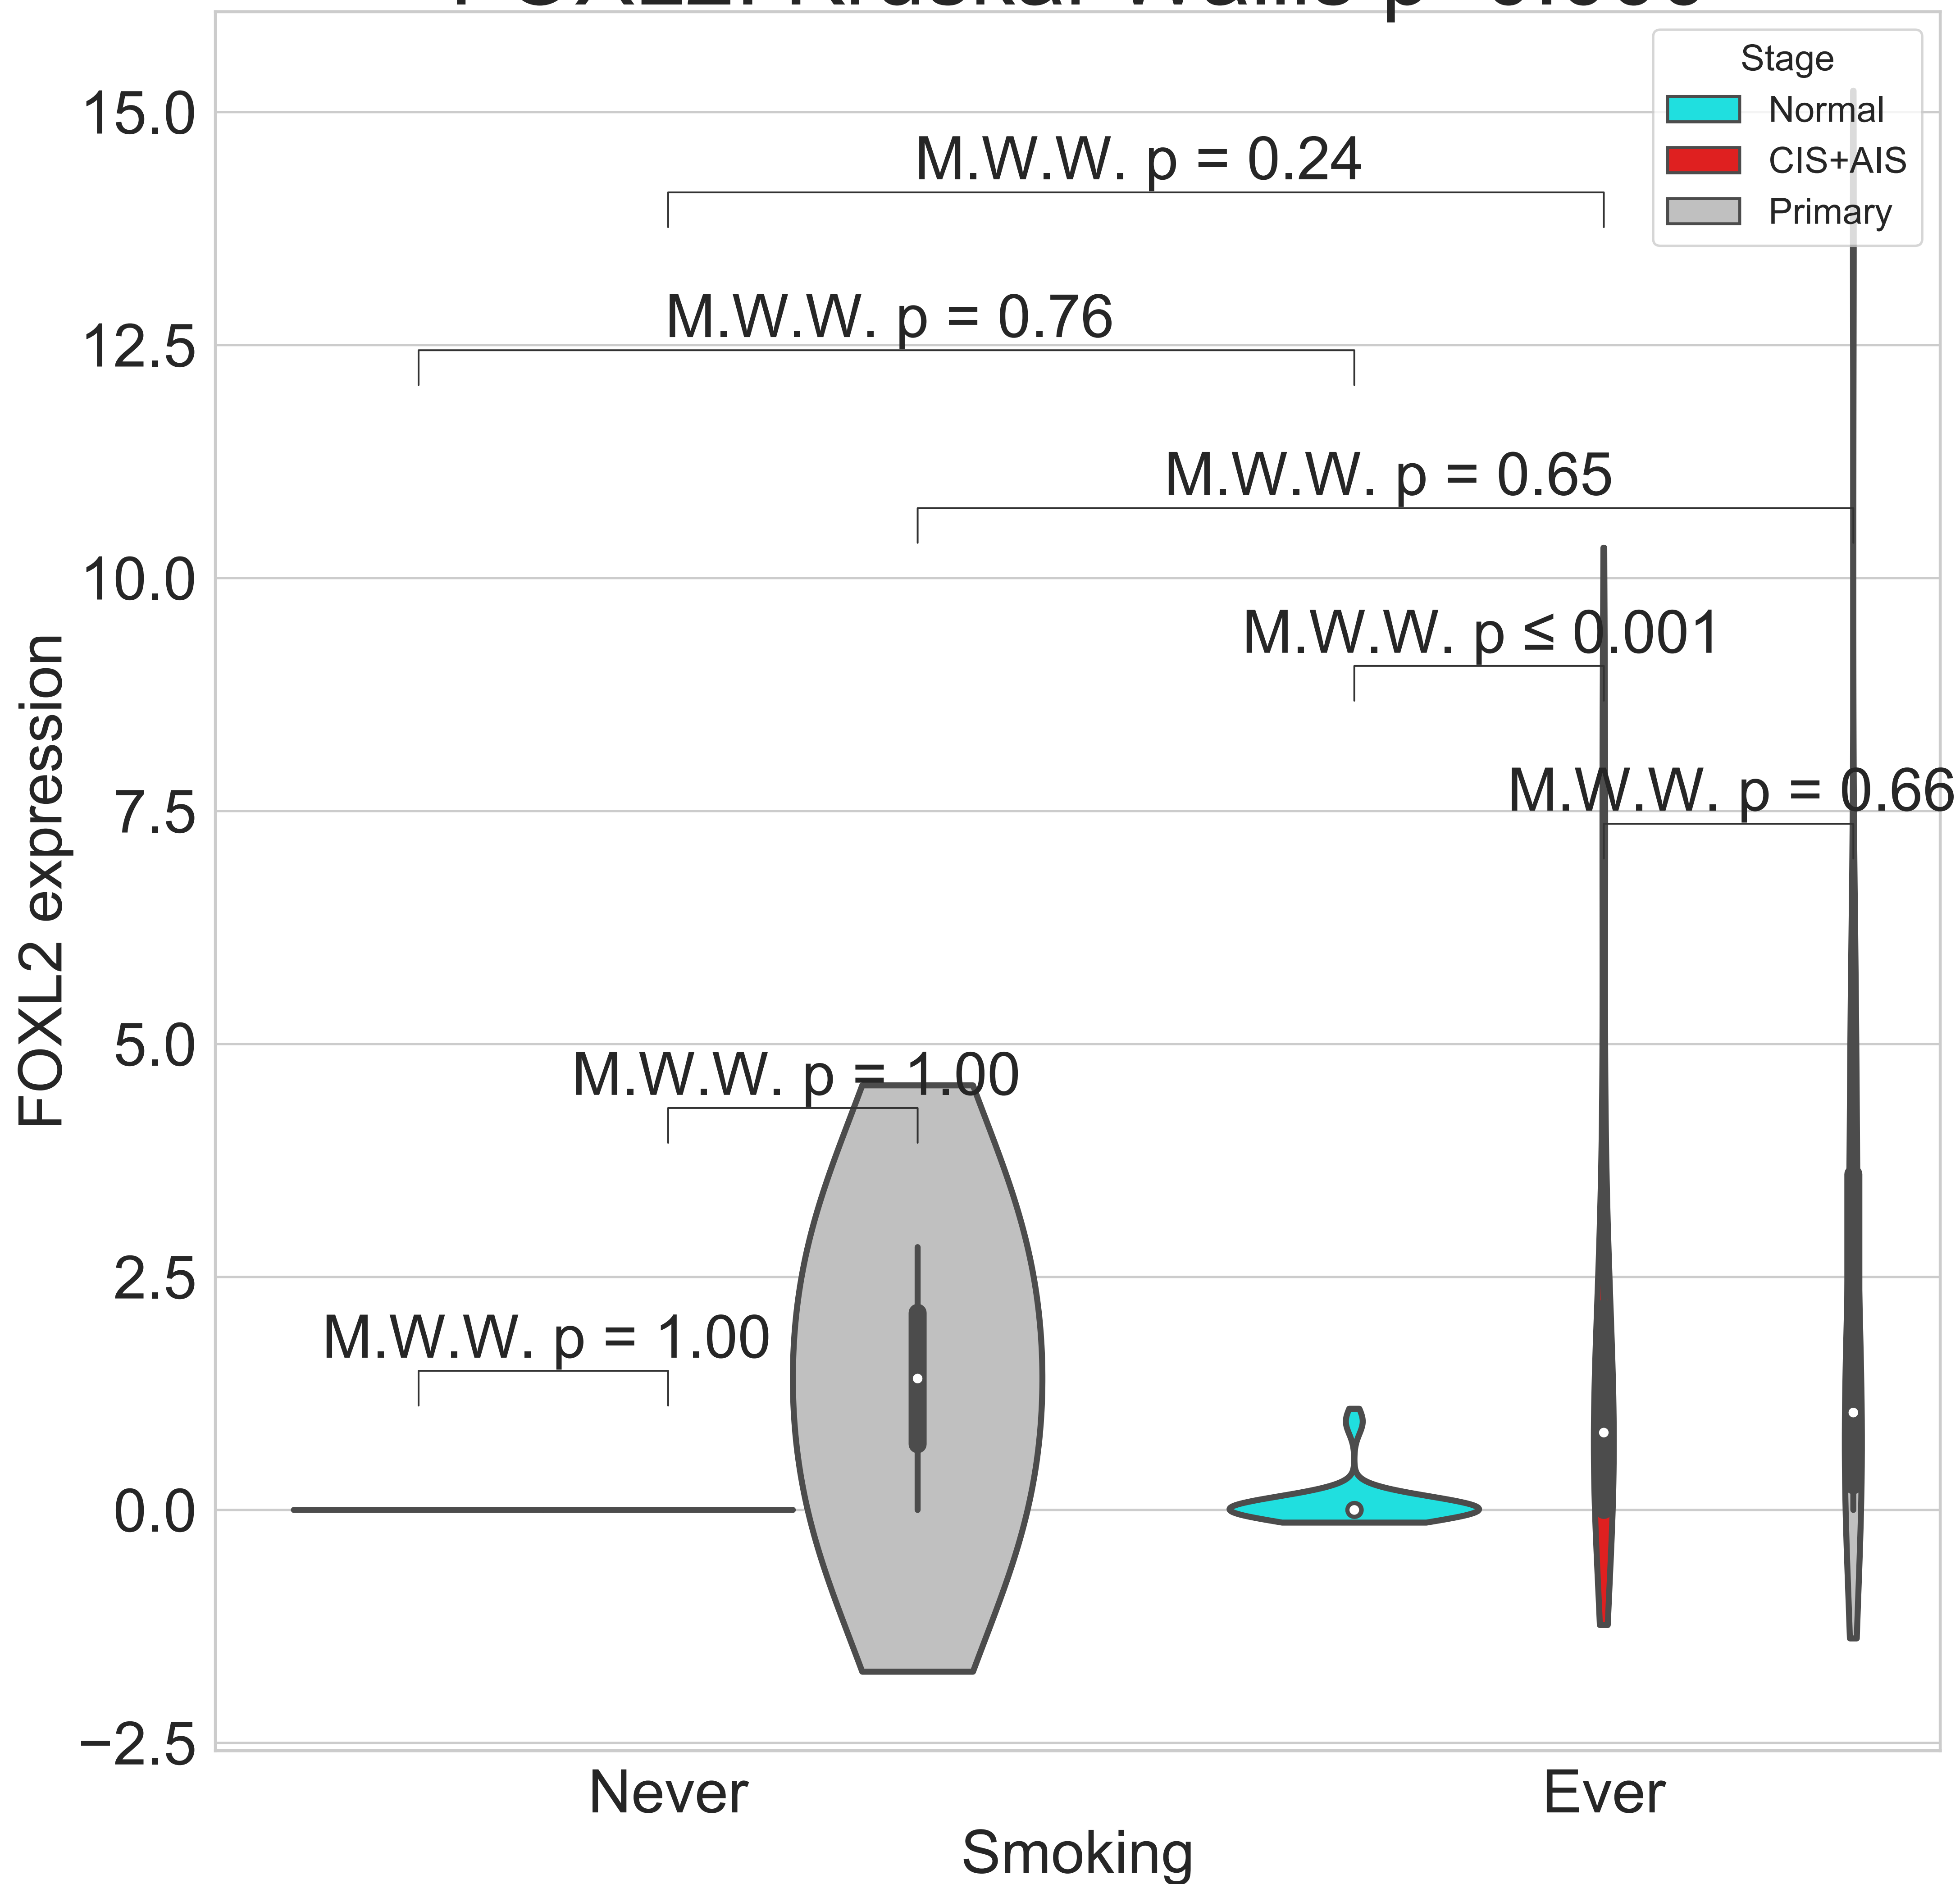 Stage
Normal
CIS+AIS
Primary
15.0
12.5
10.0
7.5
5.0
2.5
0.0
−2.5
FOXL2 expression
M.W.W. p = 0.24
M.W.W. p = 0.76
M.W.W. p = 0.65
M.W.W. p ≤ 0.001
M.W.W. p = 0.66
M.W.W. p = 1.00
M.W.W. p = 1.00
Never
Ever
Smoking